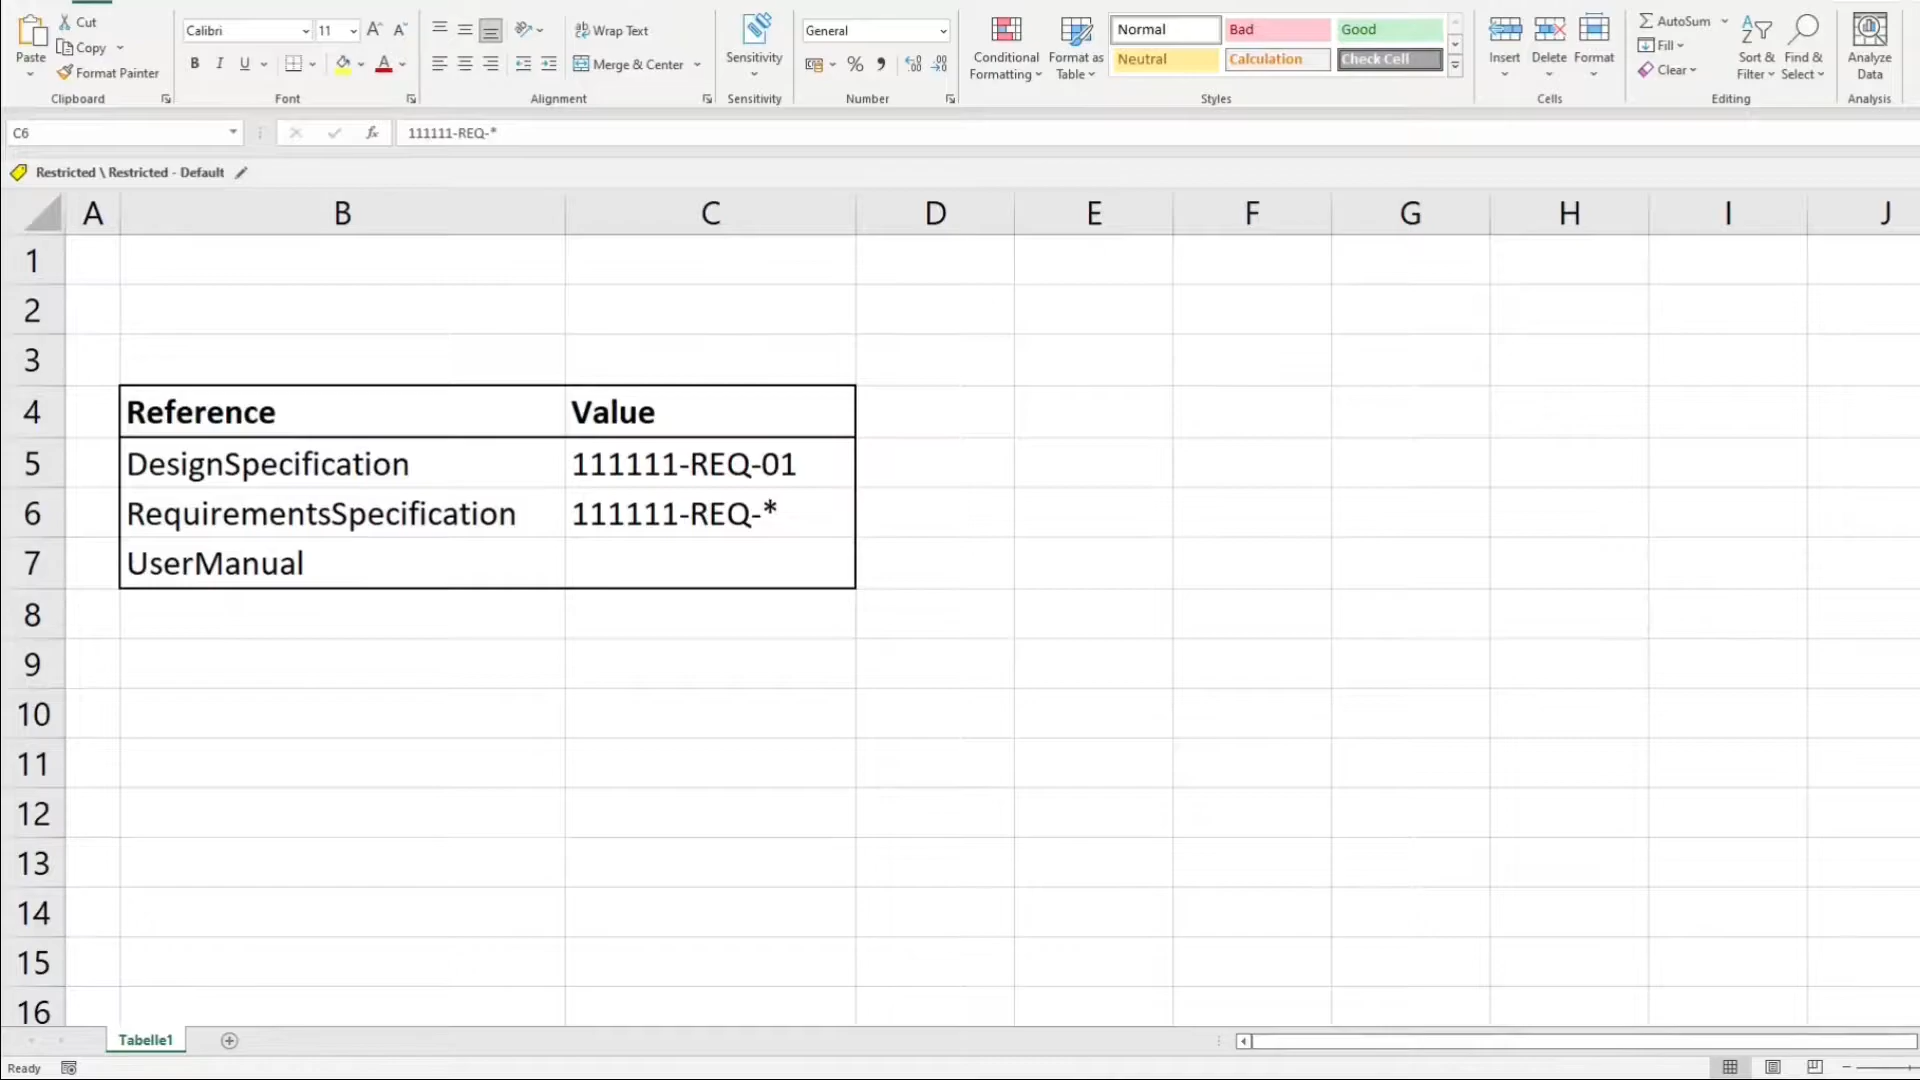 Cut
Copy
Format Painter
Paste
Clipboard
Calibri 11
B I U
Font
Wrap Text
Merge & Center
Alignment
Sensitivity
Sensitivity
General
Number
Conditional Formatting
Format as Table
Normal Bad Good
Neutral Calculation Check Cell
Styles
Insert Delete Format
Cells
AutoSum
Fill
Clear
Sort & Filter
Find & Select
Editing
Analyze Data
Analysis
C6 fx 111111-REQ-*
Restricted \ Restricted - Default
A B C D E F G H I J
1
2
3
4 Reference Value
5 DesignSpecification 111111-REQ-01
6 RequirementsSpecification 111111-REQ-*
7 UserManual
8
9
10
11
12
13
14
15
16
Tabelle1
Ready